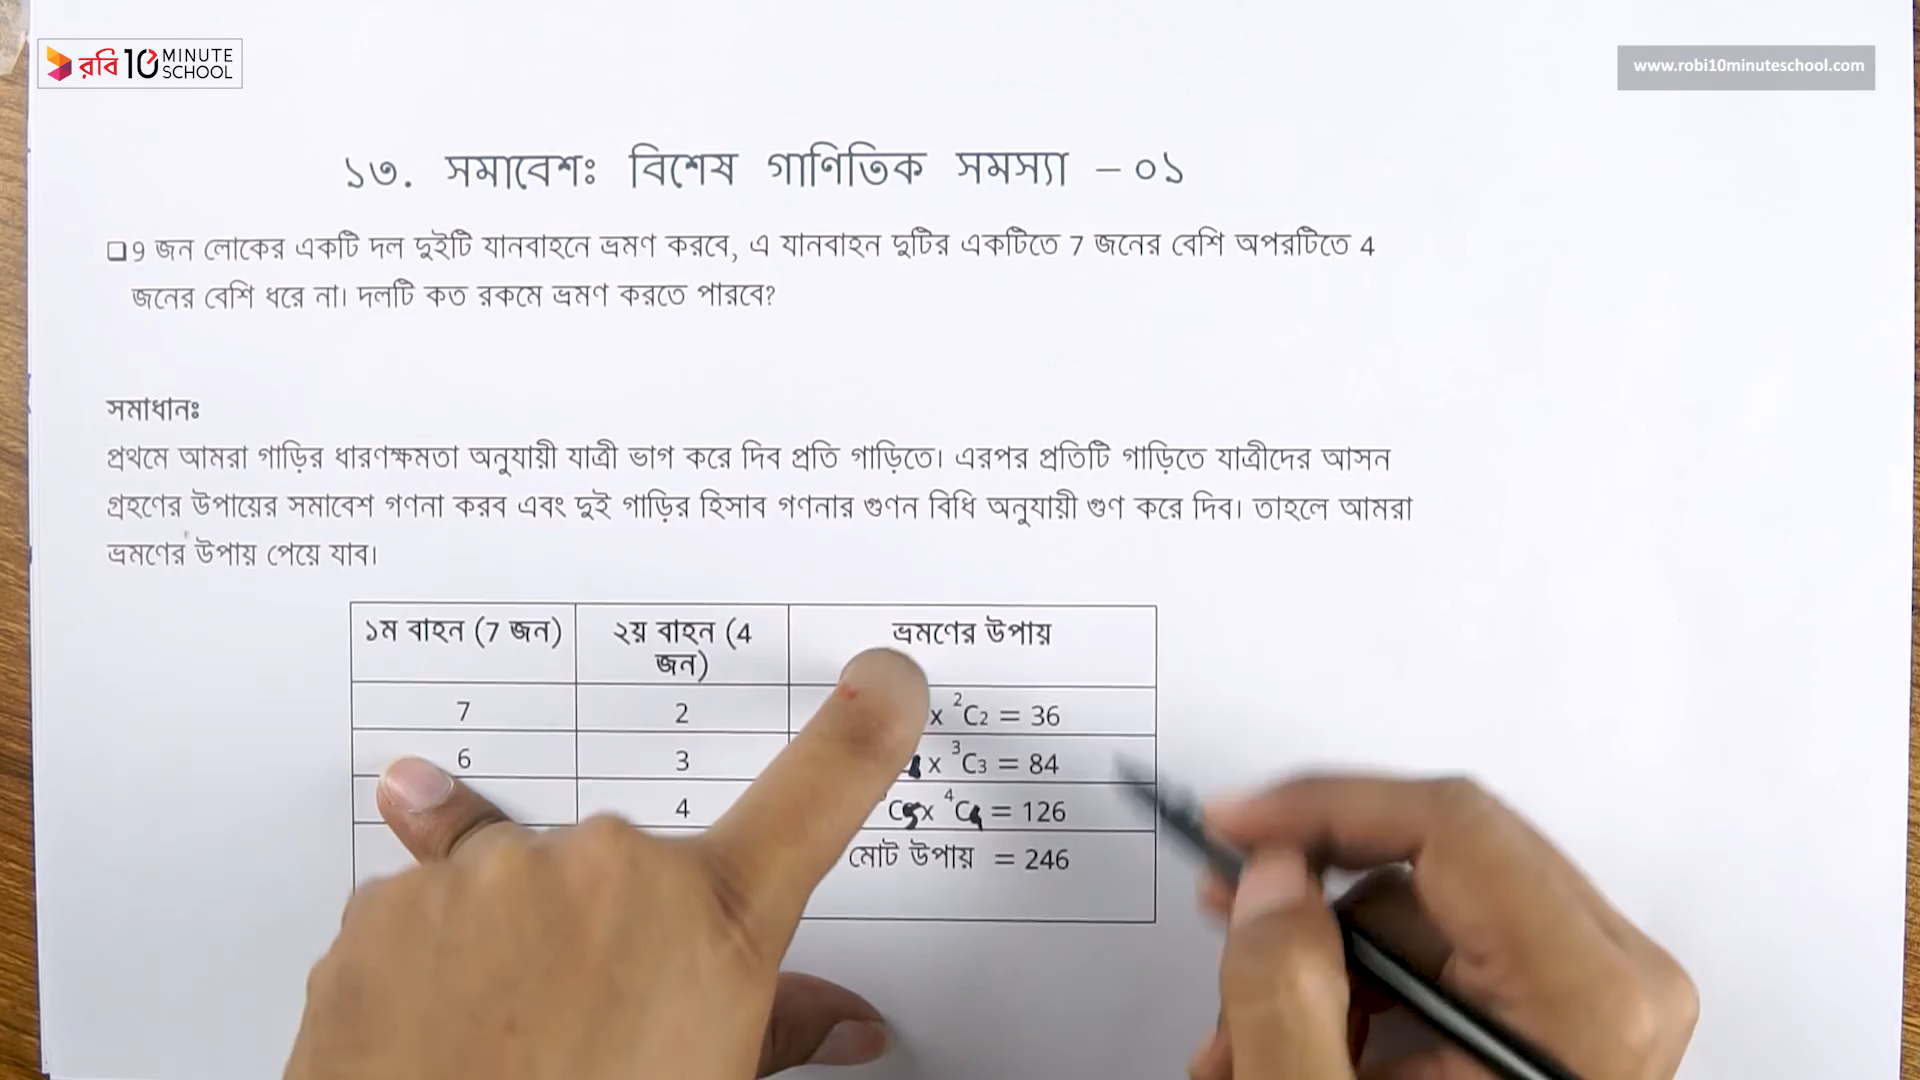 রবি 10 MINUTE SCHOOL
www.robi10minuteschool.com
১৩. সমাবেশঃ বিশেষ গাণিতিক সমস্যা – ০১
❑9 জন লোকের একটি দল দুইটি যানবাহনে ভ্রমণ করবে, এ যানবাহন দুটির একটিতে 7 জনের বেশি অপরটিতে 4
জনের বেশি ধরে না। দলটি কত রকমে ভ্রমণ করতে পারবে?
সমাধানঃ
প্রথমে আমরা গাড়ির ধারণক্ষমতা অনুযায়ী যাত্রী ভাগ করে দিব প্রতি গাড়িতে। এরপর প্রতিটি গাড়িতে যাত্রীদের আসন
গ্রহণের উপায়ের সমাবেশ গণনা করব এবং দুই গাড়ির হিসাব গণনার গুণন বিধি অনুযায়ী গুণ করে দিব। তাহলে আমরা
ভ্রমণের উপায় পেয়ে যাব।
১ম বাহন (7 জন) ২য় বাহন (4 জন) ভ্রমণের উপায়
7 2 x ²C₂ = 36
6 3 x ³C₃ = 84
4 C₅ x ⁴C₄ = 126
মোট উপায় = 246